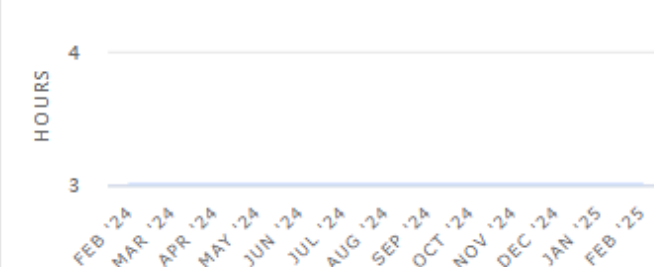 4
HOURS
3
FEB '24
MAR '24
APR '24
MAY '24
JUN '24
JUL '24
AUG '24
SEP '24
OCT '24
NOV '24
DEC '24
JAN '25
FEB '25